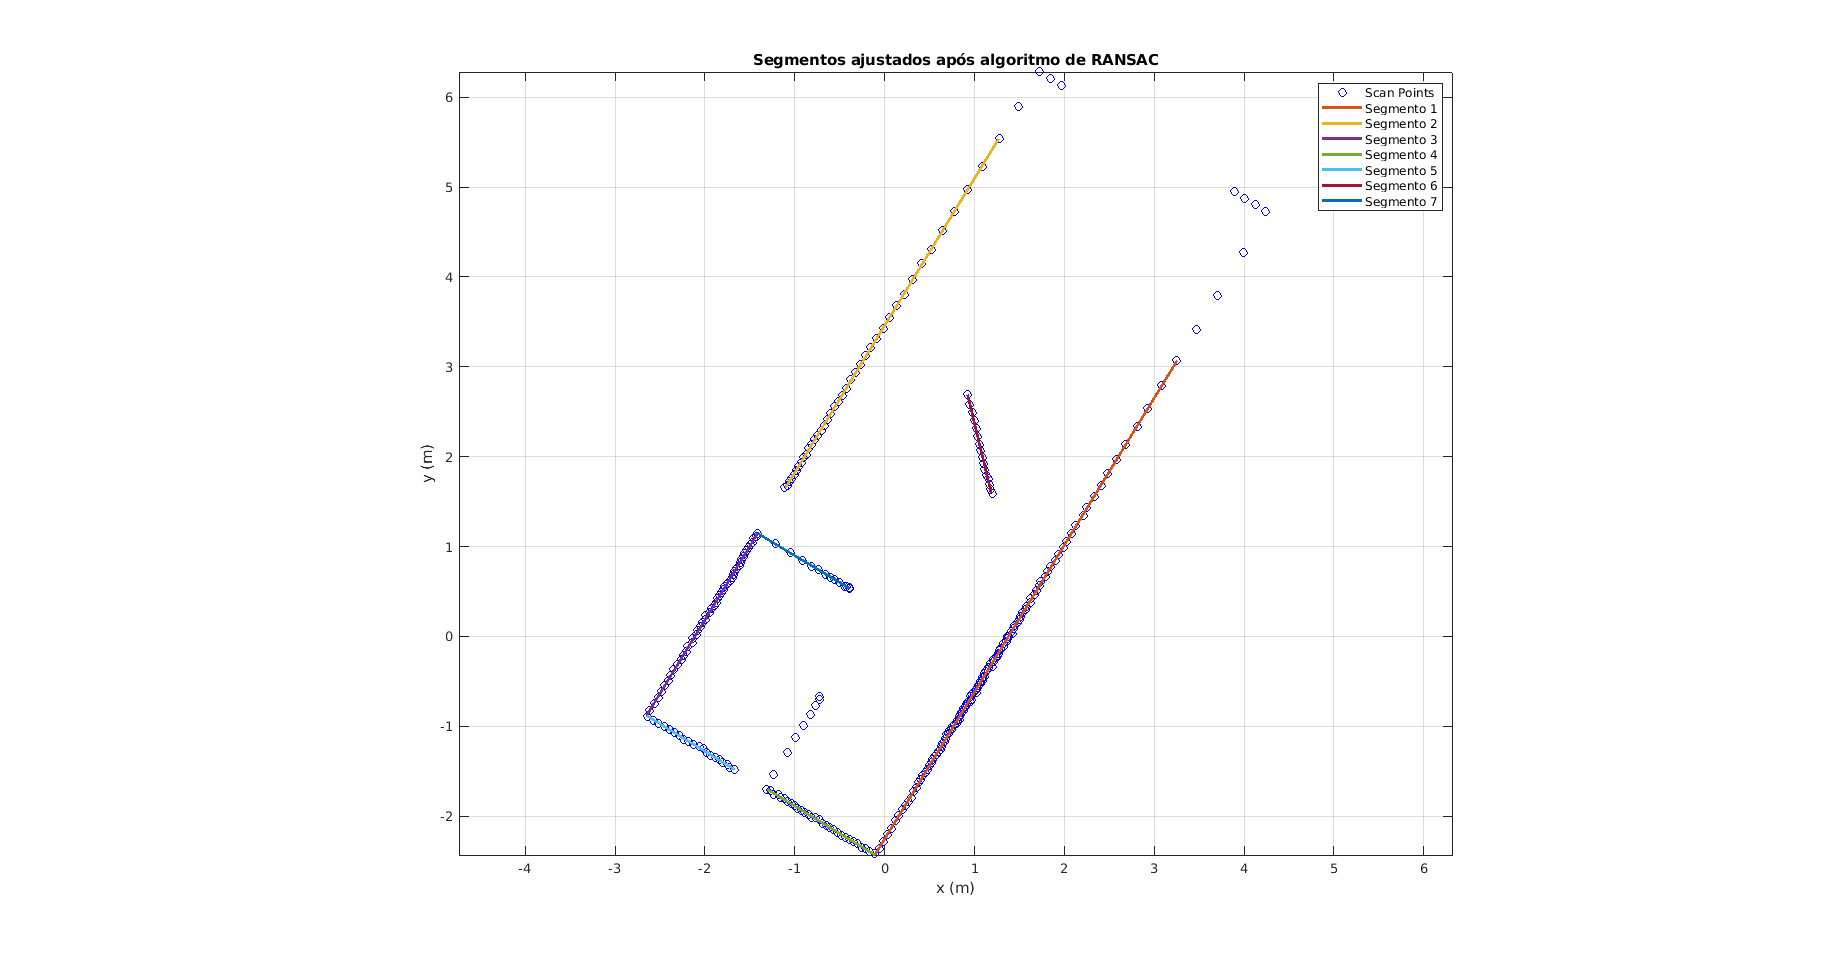 Segmentos ajustados após algoritmo de RANSAC
Scan Points
Segmento 1
Segmento 2
Segmento 3
Segmento 4
Segmento 5
Segmento 6
Segmento 7
6
5
4
3
2
1
0
-1
-2
y (m)
-4 -3 -2 -1 0 1 2 3 4 5 6
x (m)